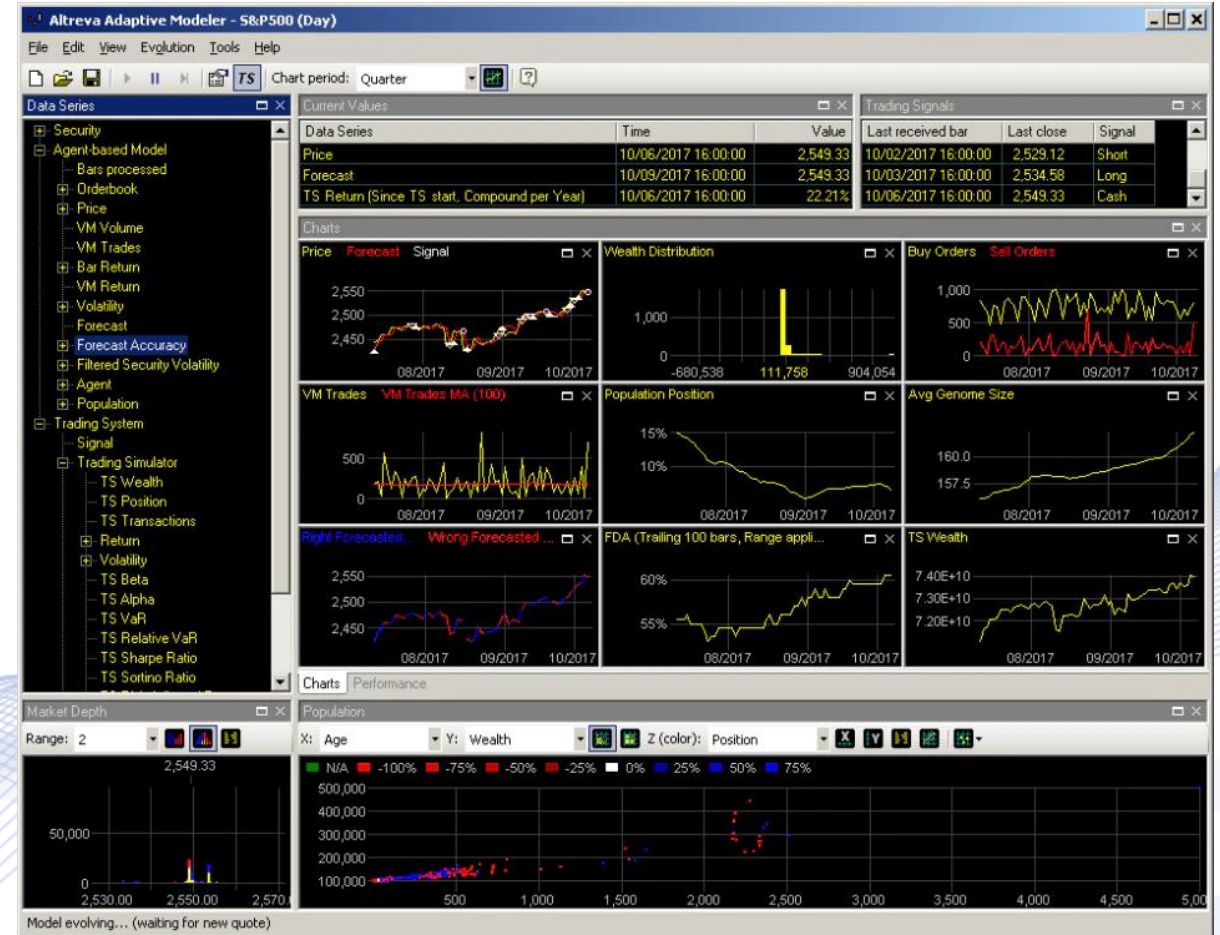 Altreva Adaptive Modeler - S&P500 (Day)
File Edit View Evolution Tools Help
TS Chart period: Quarter
Data Series
Security
Agent-based Model
Bars processed
Orderbook
Price
VM Volume
VM Trades
Bar Return
VM Return
Volatility
Forecast
Forecast Accuracy
Filtered Security Volatility
Agent
Population
Trading System
Signal
Trading Simulator
TS Wealth
TS Position
TS Transactions
Return
Volatility
TS Beta
TS Alpha
TS VaR
TS Relative VaR
TS Sharpe Ratio
TS Sortino Ratio
Current Values
Data Series Time Value
Price 10/06/2017 16:00:00 2,549.33
Forecast 10/09/2017 16:00:00 2,549.33
TS Return (Since TS start, Compound per Year) 10/06/2017 16:00:00 22.21%
Trading Signals
Last received bar Last close Signal
10/02/2017 16:00:00 2,529.12 Short
10/03/2017 16:00:00 2,534.58 Long
10/06/2017 16:00:00 2,549.33 Cash
Charts
Price Forecast Signal
2,550
2,500
2,450
08/2017 09/2017 10/2017
Wealth Distribution
1,000
0
-680,538 111,758 904,054
Buy Orders Sell Orders
1,000
500
0
08/2017 09/2017 10/2017
VM Trades VM Trades MA (100)
500
0
08/2017 09/2017 10/2017
Population Position
15%
10%
08/2017 09/2017 10/2017
Avg Genome Size
160.0
157.5
08/2017 09/2017 10/2017
Right Forecasted... Wrong Forecasted ...
2,550
2,500
2,450
08/2017 09/2017 10/2017
FDA (Trailing 100 bars, Range appli...
60%
55%
08/2017 09/2017 10/2017
TS Wealth
7.40E+10
7.30E+10
7.20E+10
08/2017 09/2017 10/2017
Charts Performance
Market Depth
Range: 2
2,549.33
50,000
0
2,530.00 2,550.00 2,570.
Population
X: Age Y: Wealth Z (color): Position
N/A -100% -75% -50% -25% 0% 25% 50% 75%
500,000
400,000
300,000
200,000
100,000
500 1,000 1,500 2,000 2,500 3,000 3,500 4,000 4,500 5,00
Model evolving... (waiting for new quote)